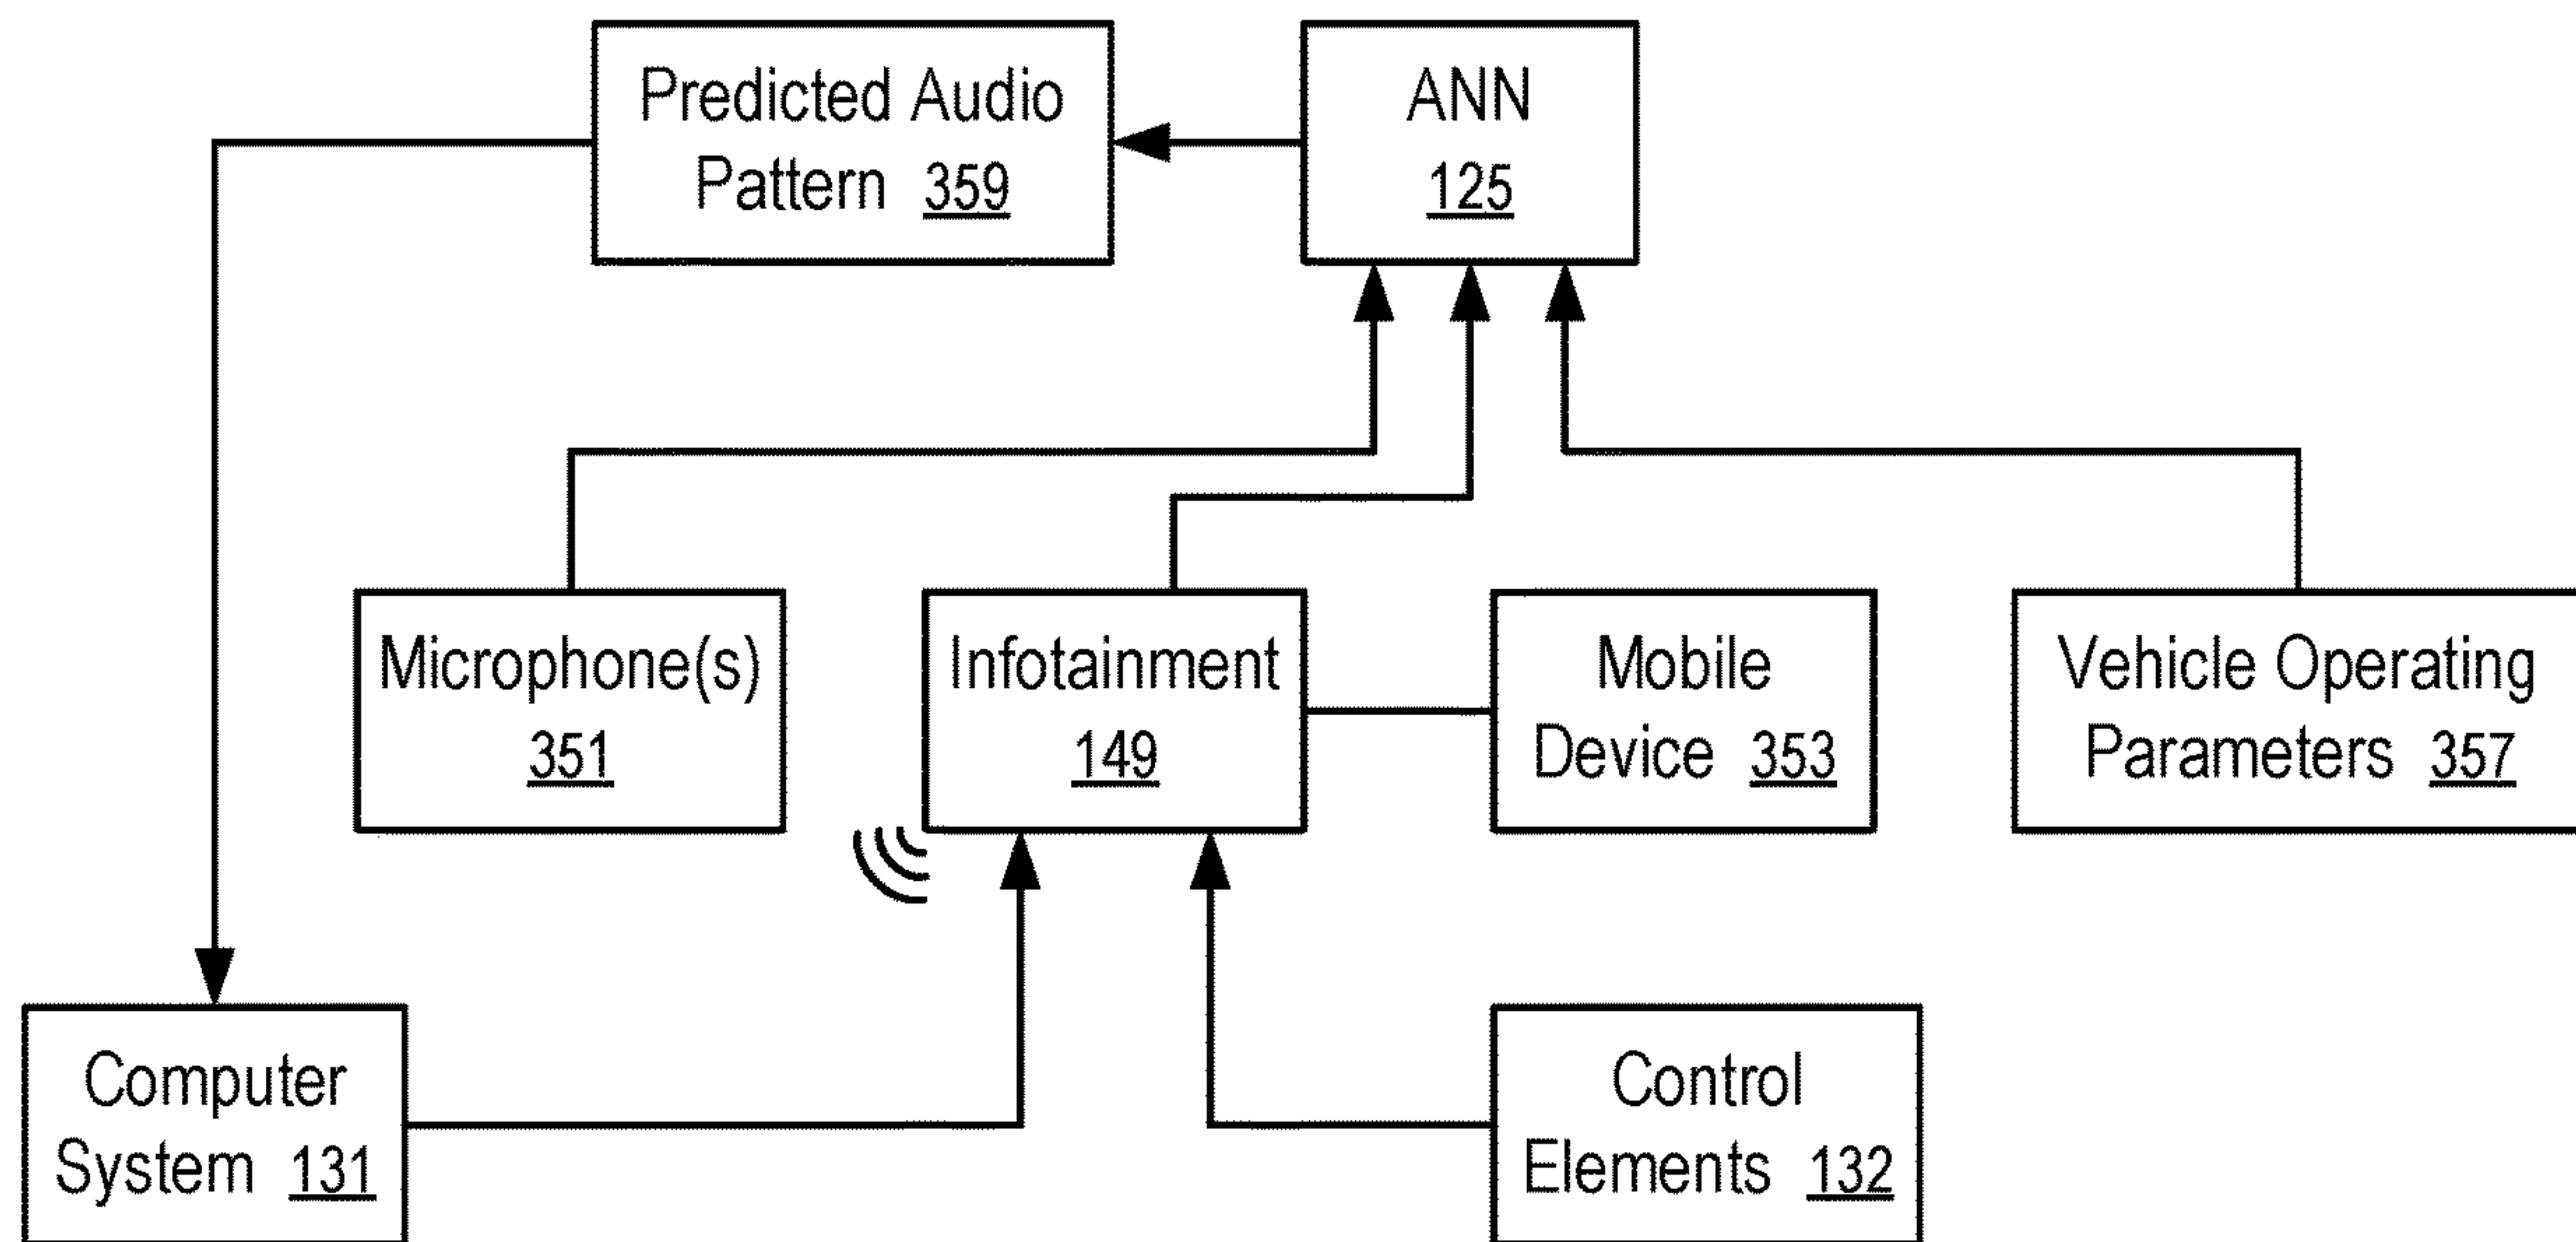 Predicted Audio
Pattern 359
ANN
125
Microphone(s)
351
Infotainment
149
Mobile
Device 353
Vehicle Operating
Parameters 357
Computer
System 131
Control
Elements 132